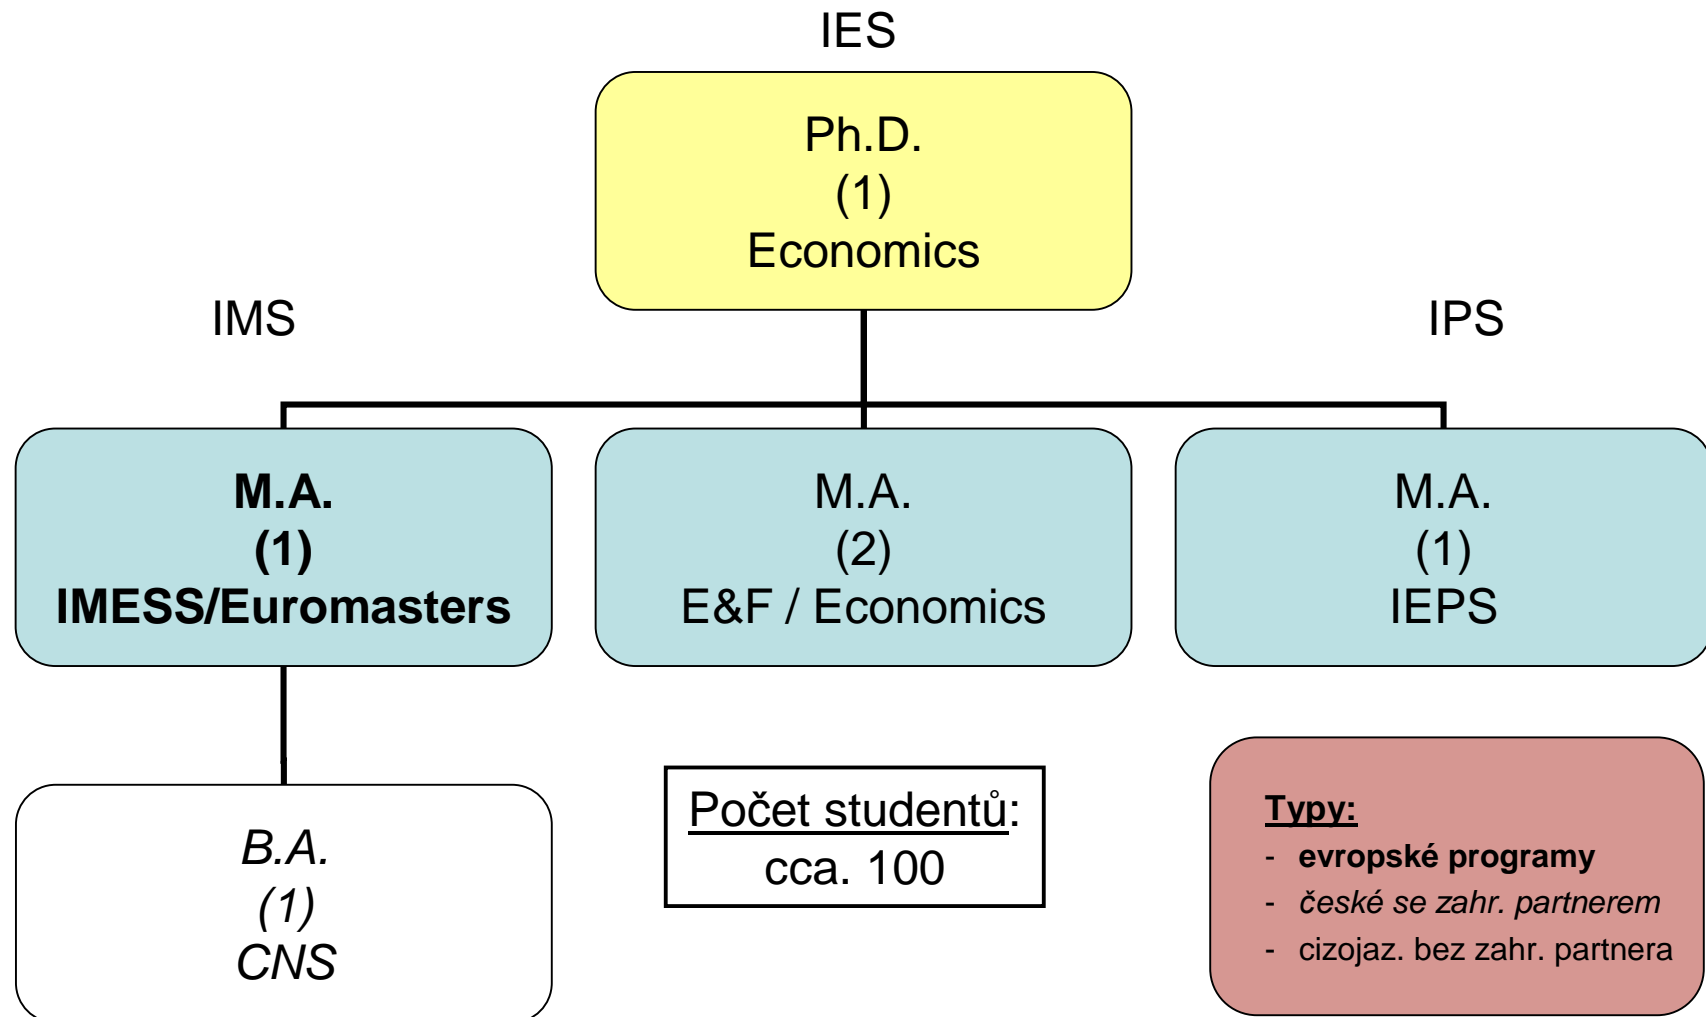 IES
Ph.D.
(1)
Economics
IMS
IPS
M.A.
(1)
IMESS/Euromasters
M.A.
(2)
E&F / Economics
M.A.
(1)
IEPS
B.A.
(1)
CNS
Počet studentů:
cca. 100
Typy:
- evropské programy
- české se zahr. partnerem
- cizojaz. bez zahr. partnera